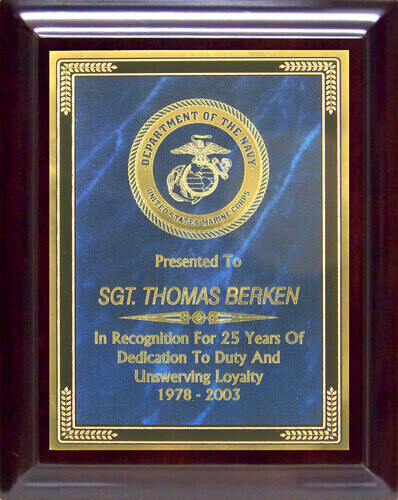 DEPARTMENT OF THE NAVY
UNITED STATES MARINE CORPS
Presented To
SGT. THOMAS BERKEN
In Recognition For 25 Years Of
Dedication To Duty And
Unswerving Loyalty
1978 - 2003